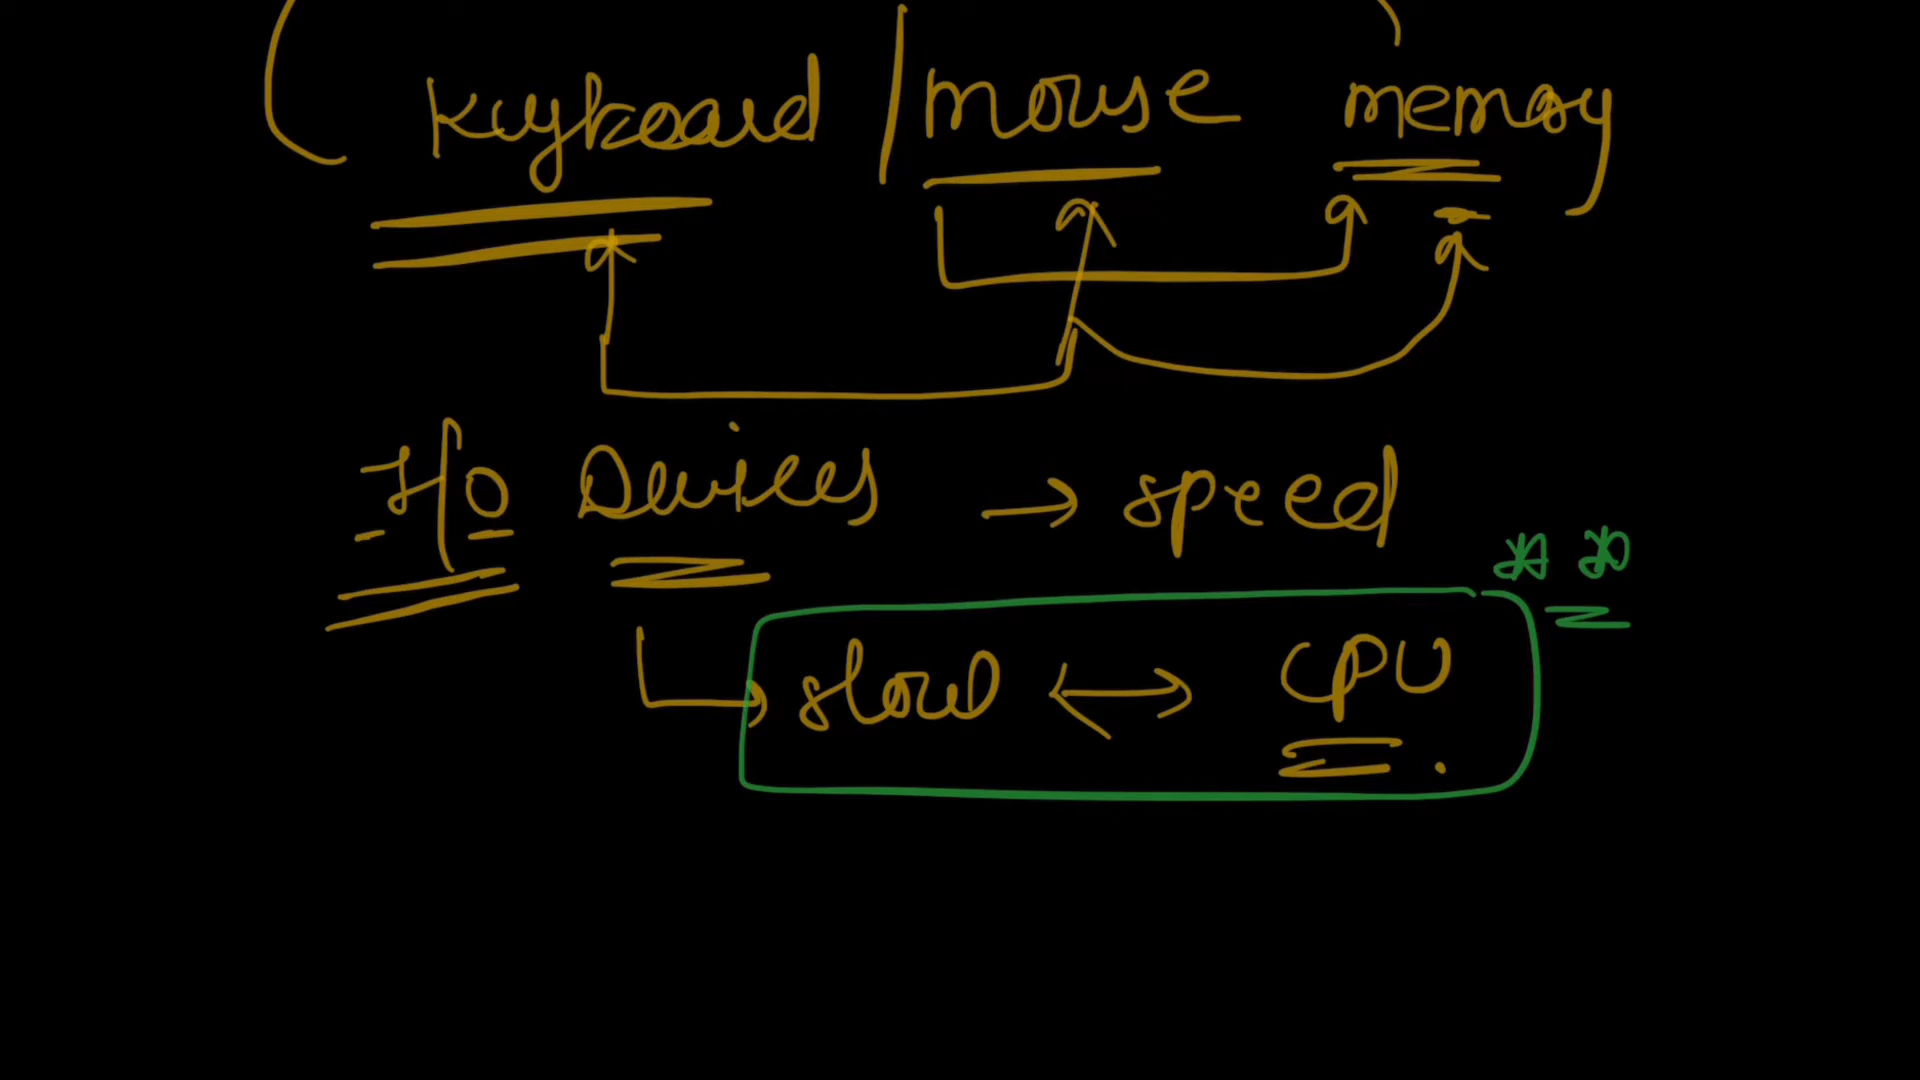 Keyboard / mouse memory
I/O Devices → speed
** 
slow ↔ CPU .